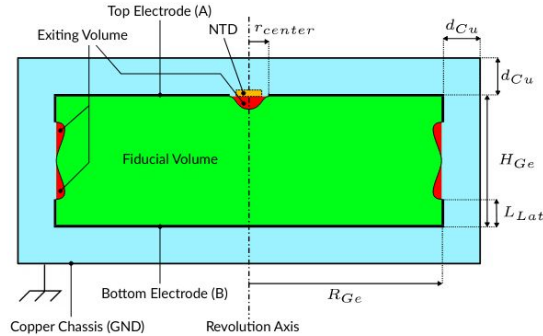 Top Electrode (A)
Exiting Volume
NTD
r_center
d_Cu
d_Cu
Fiducial Volume
H_Ge
L_Lat
Bottom Electrode (B)
R_Ge
Copper Chassis (GND)
Revolution Axis